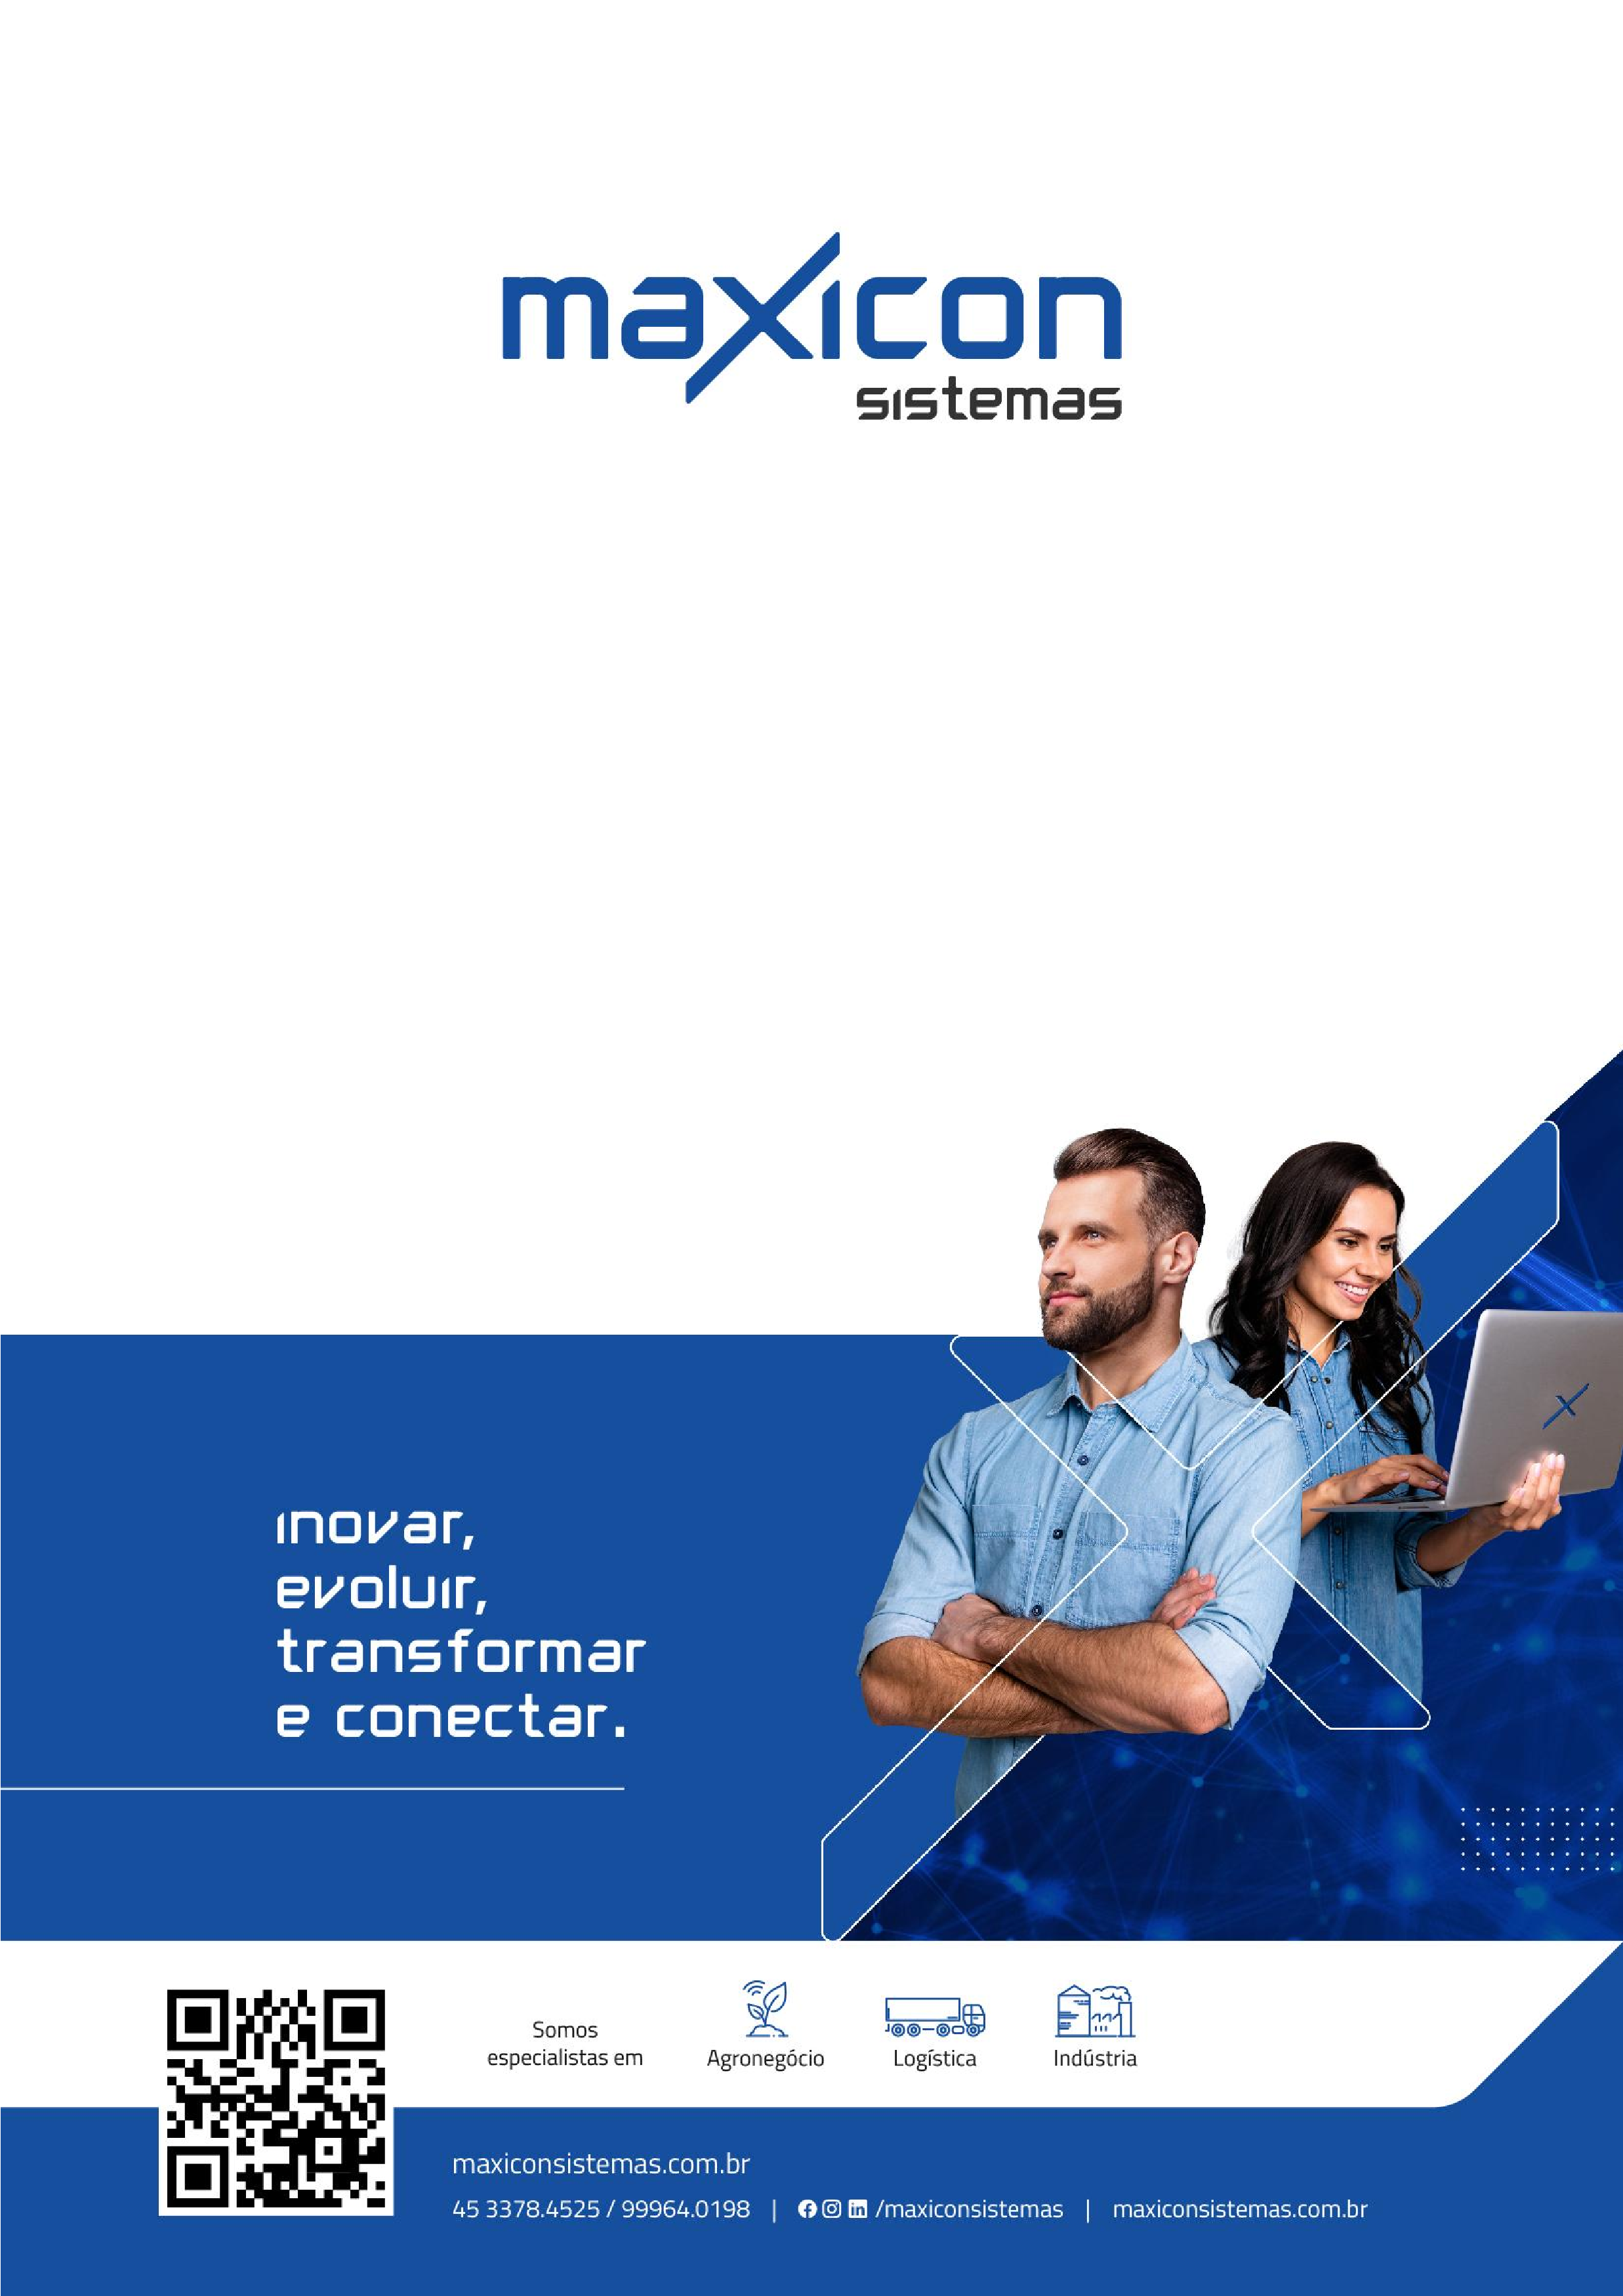 maxicon
sistemas
inovar,
evoluir,
transformar
e conectar.
Somos
especialistas em
Agronegócio
Logística
Indústria
maxiconsistemas.com.br
45 3378.4525 / 99964.0198 | /maxiconsistemas | maxiconsistemas.com.br